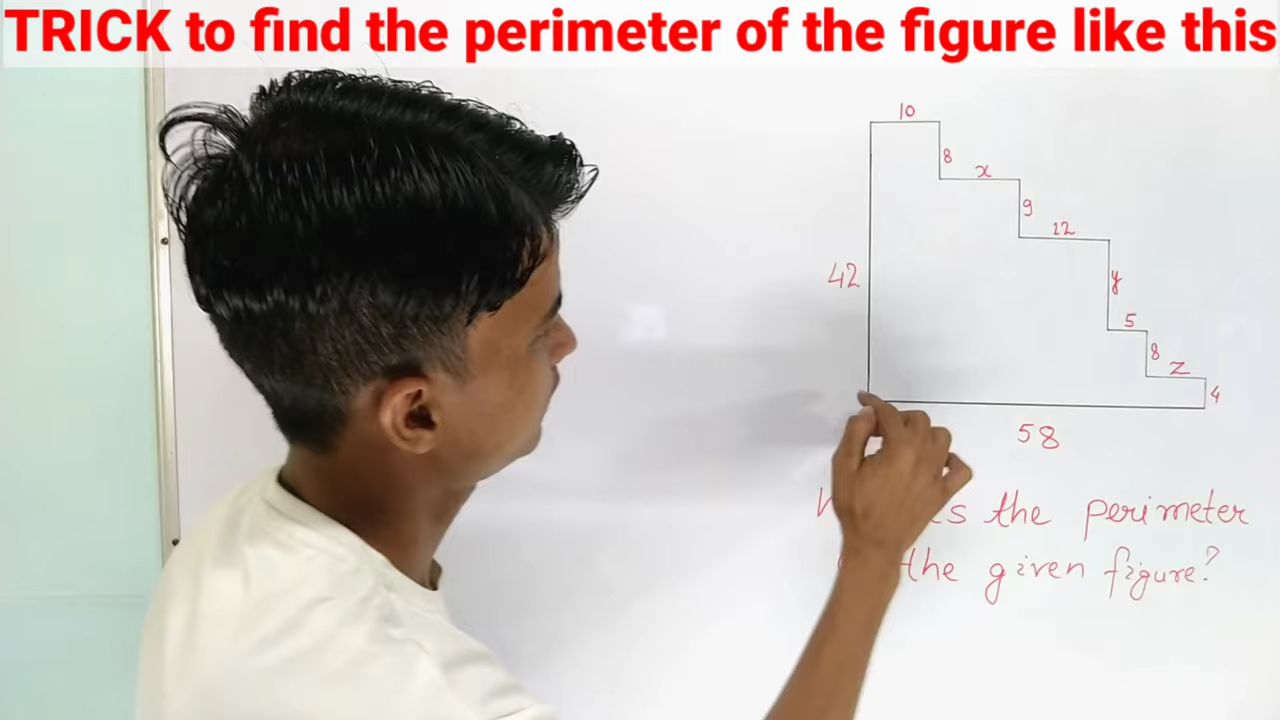 TRICK to find the perimeter of the figure like this
10
8
x
9
12
42
y
5
8
z
4
58
the perimeter
the given figure?